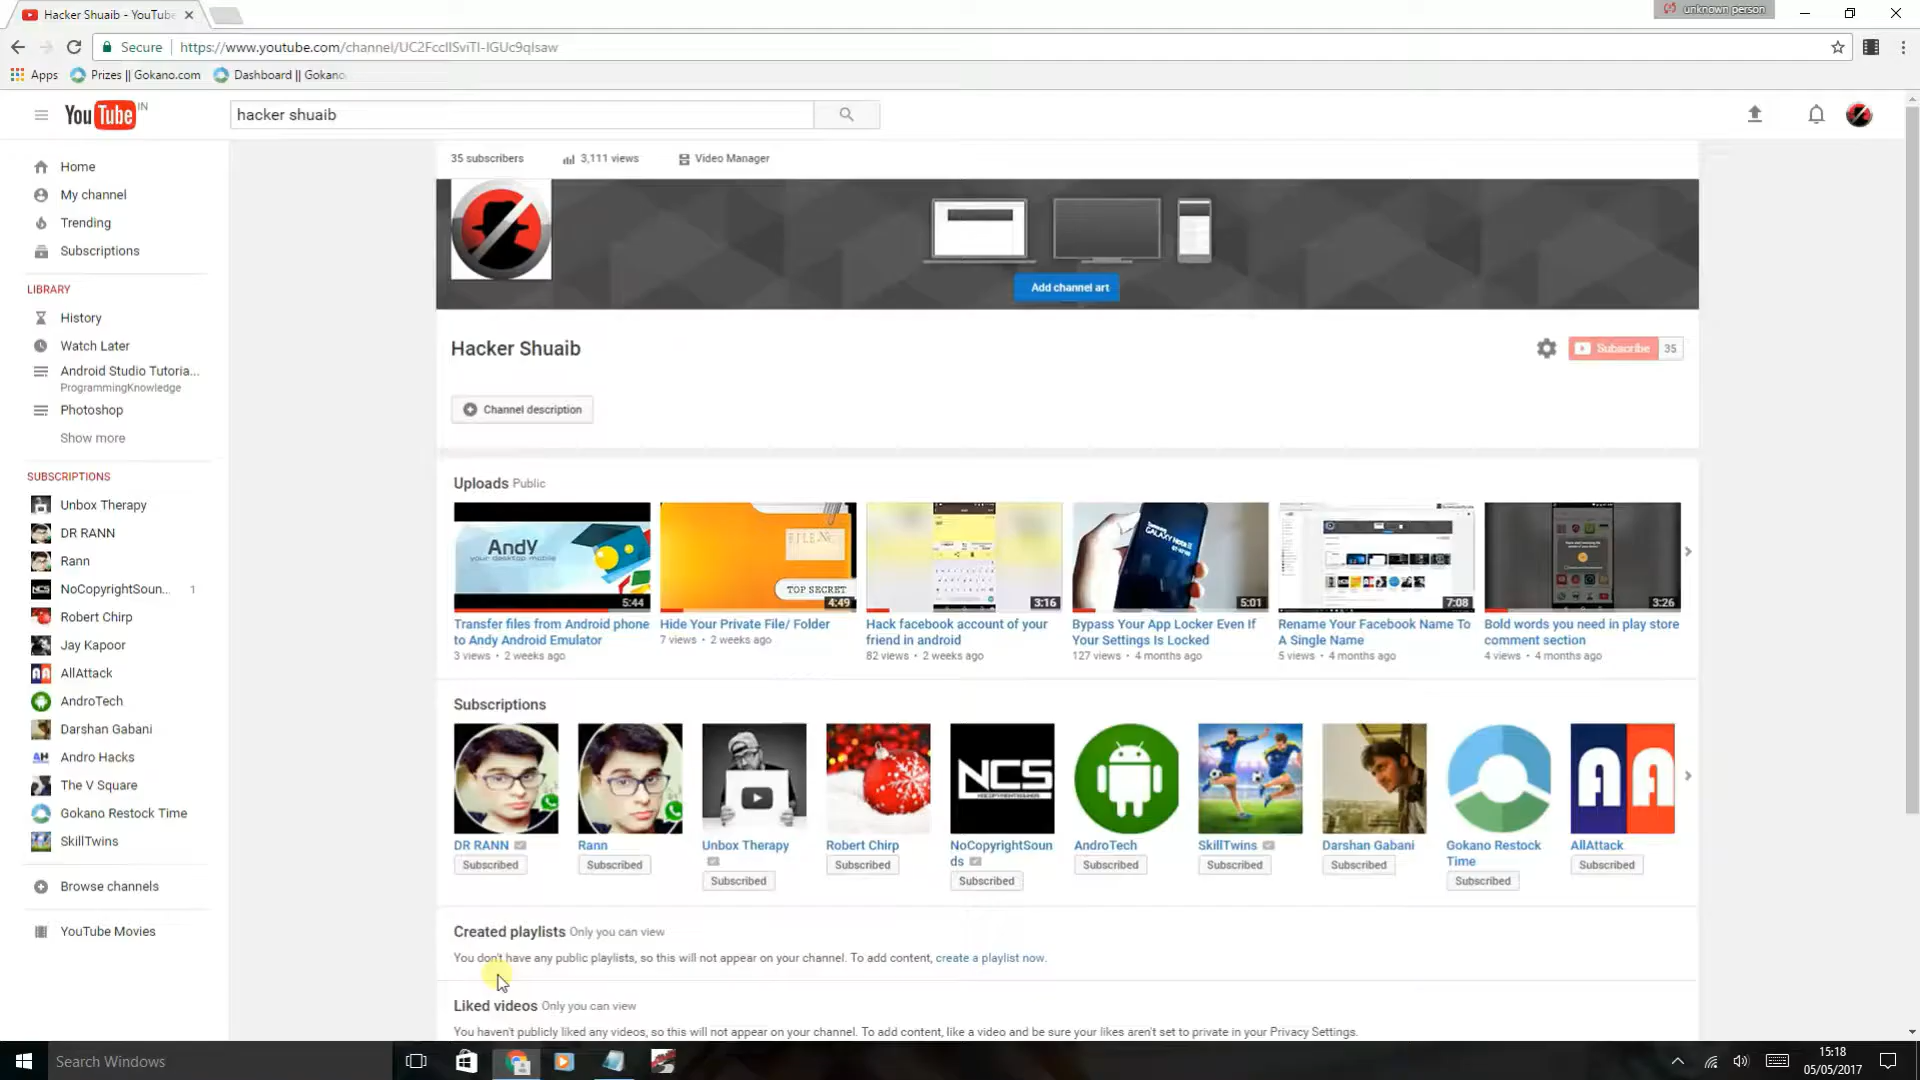 Hacker Shuaib - YouTube
unknown person
Secure
Apps
Prizes || Gokano.com
Dashboard || Gokano
YouTube IN
hacker shuaib
35 subscribers
3,111 views
Video Manager
Home
My channel
Trending
Subscriptions
LIBRARY
History
Watch Later
Android Studio Tutoria...
ProgrammingKnowledge
Photoshop
Show more
SUBSCRIPTIONS
Unbox Therapy
DR RANN
Rann
NoCopyrightSoun... 1
Robert Chirp
Jay Kapoor
AllAttack
AndroTech
Darshan Gabani
AH Andro Hacks
The V Square
Gokano Restock Time
SkillTwins
Browse channels
YouTube Movies
Add channel art
Hacker Shuaib
Subscribe 35
Channel description
Uploads Public
AndY
your desktop mobile
5:44
Transfer files from Android phone
to Andy Android Emulator
3 views • 2 weeks ago
TOP SECRET
4:49
Hide Your Private File/ Folder
7 views • 2 weeks ago
3:16
Hack facebook account of your
friend in android
82 views • 2 weeks ago
SAMSUNG
GALAXY Note II
5:01
Bypass Your App Locker Even If
Your Settings Is Locked
127 views • 4 months ago
7:08
Rename Your Facebook Name To
A Single Name
5 views • 4 months ago
3:26
Bold words you need in play store
comment section
4 views • 4 months ago
Subscriptions
DR RANN
Subscribed
Rann
Subscribed
Unbox Therapy
Subscribed
Robert Chirp
Subscribed
NCS
NoCopyrightSoun
ds
Subscribed
AndroTech
Subscribed
SkillTwins
Subscribed
Darshan Gabani
Subscribed
Gokano Restock
Time
Subscribed
AA
AllAttack
Subscribed
Created playlists Only you can view
You don't have any public playlists, so this will not appear on your channel. To add content, create a playlist now.
Liked videos Only you can view
You haven't publicly liked any videos, so this will not appear on your channel. To add content, like a video and be sure your likes aren't set to private in your Privacy Settings.
Search Windows
15:18
05/05/2017